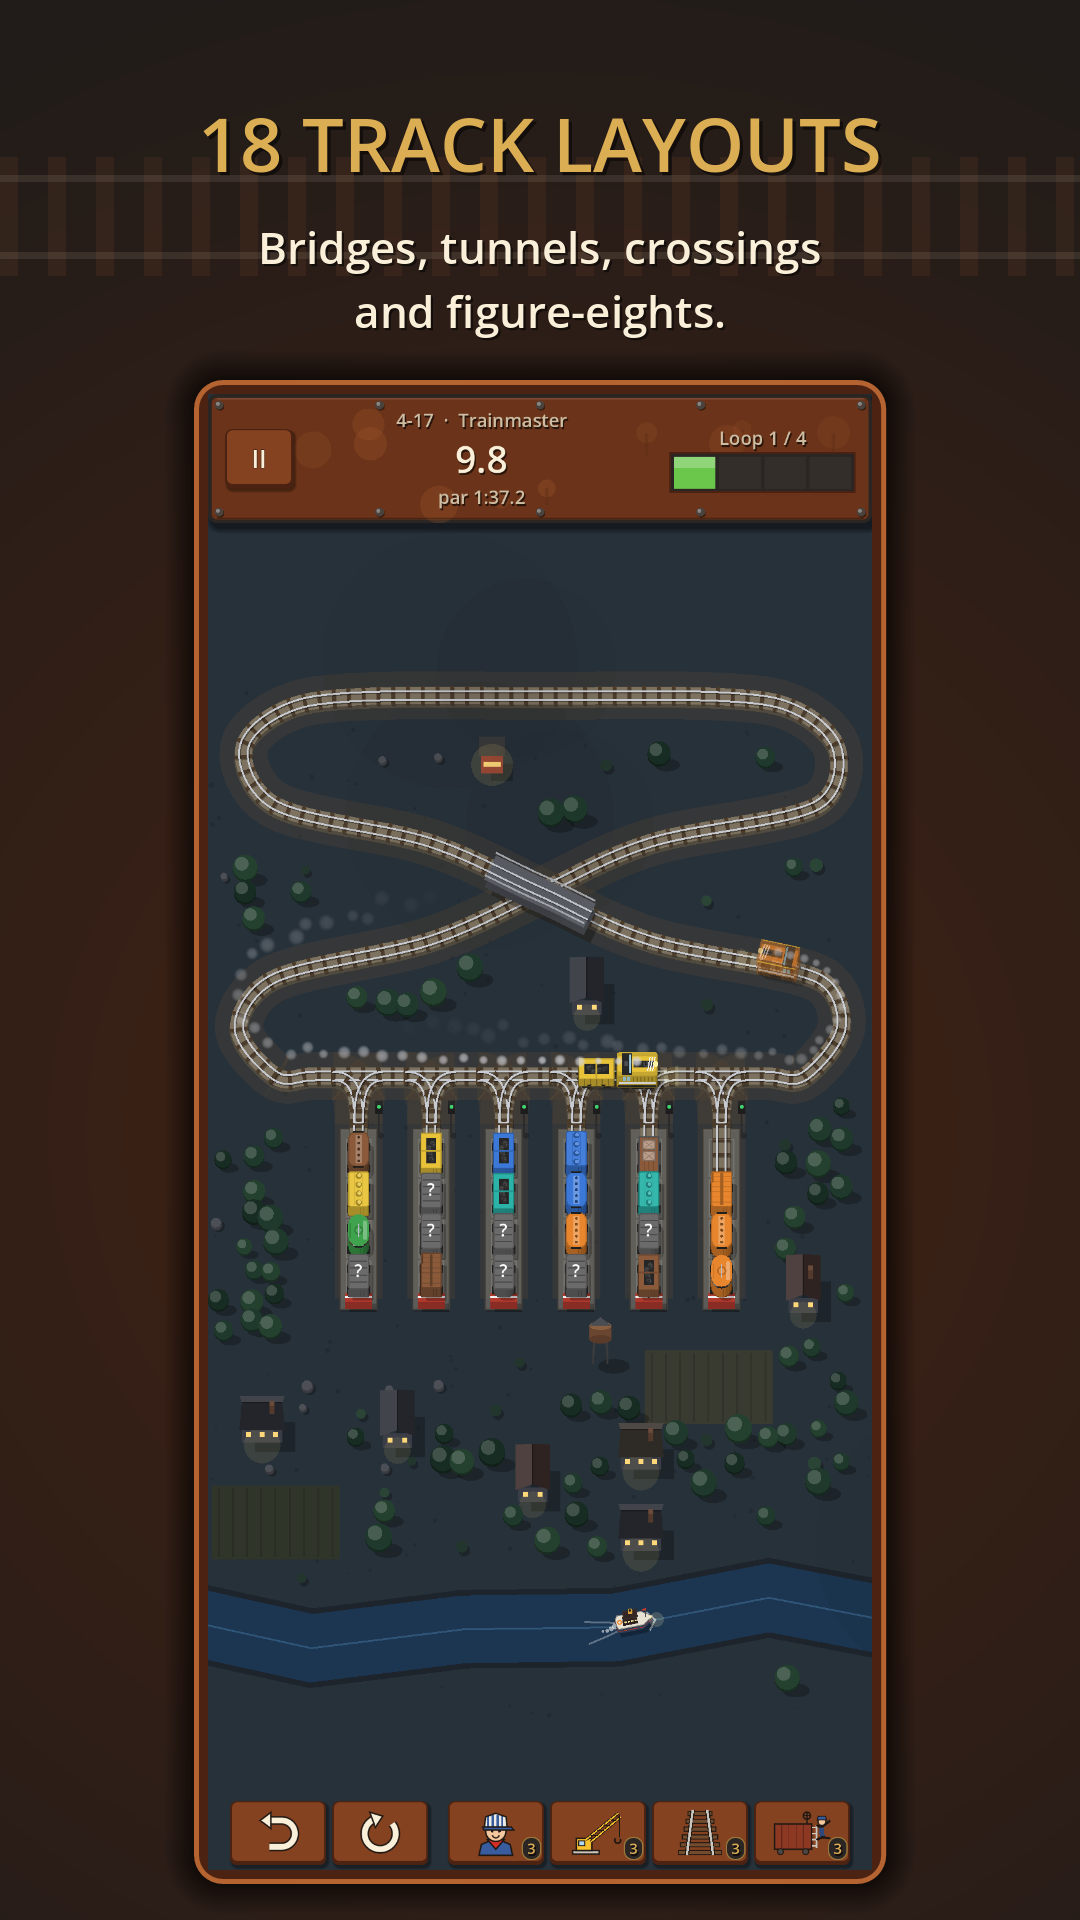 18 TRACK LAYOUTS
Bridges, tunnels, crossings
and figure-eights.
4-17 · Trainmaster
9.8
par 1:37.2
Loop 1 / 4
?
? ? ?
? ? ?
3 3 3 3